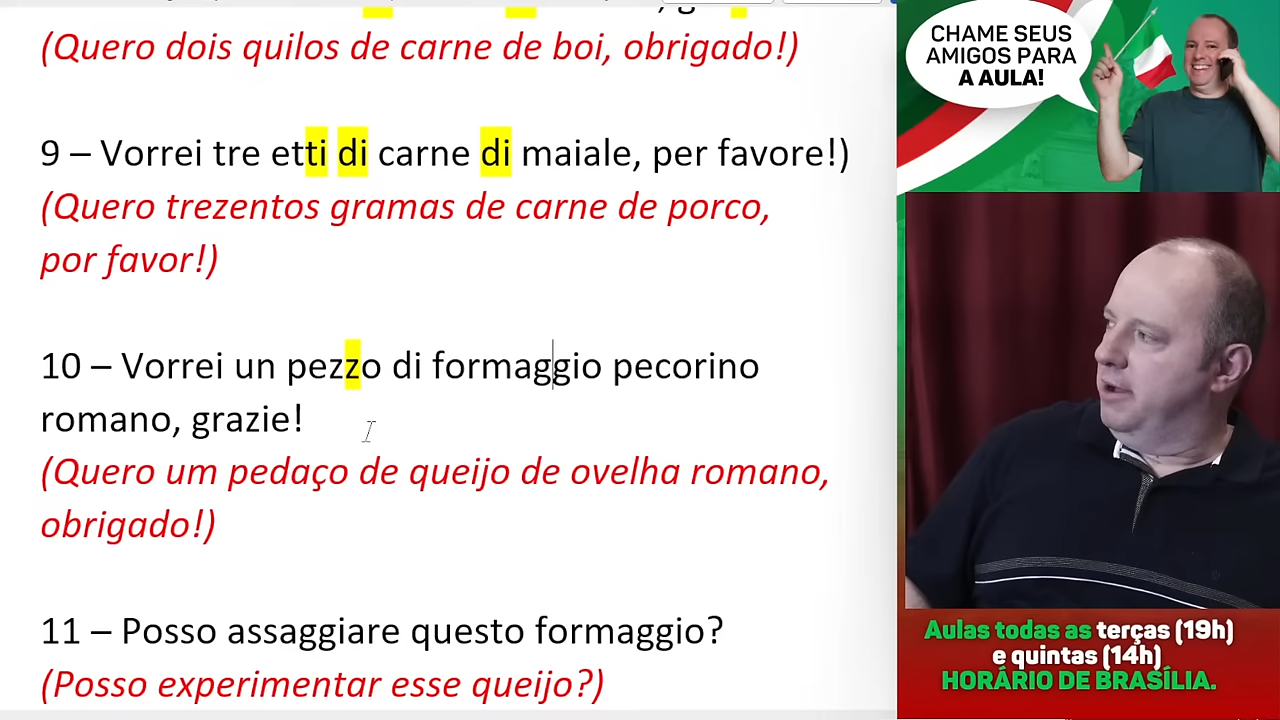 (Quero dois quilos de carne de boi, obrigado!)
9 – Vorrei tre etti di carne di maiale, per favore!)
(Quero trezentos gramas de carne de porco,
por favor!)
10 – Vorrei un pezzo di formaggio pecorino
romano, grazie!
(Quero um pedaço de queijo de ovelha romano,
obrigado!)
11 – Posso assaggiare questo formaggio?
(Posso experimentar esse queijo?)
CHAME SEUS
AMIGOS PARA
A AULA!
Aulas todas as terças (19h)
e quintas (14h)
HORÁRIO DE BRASÍLIA.